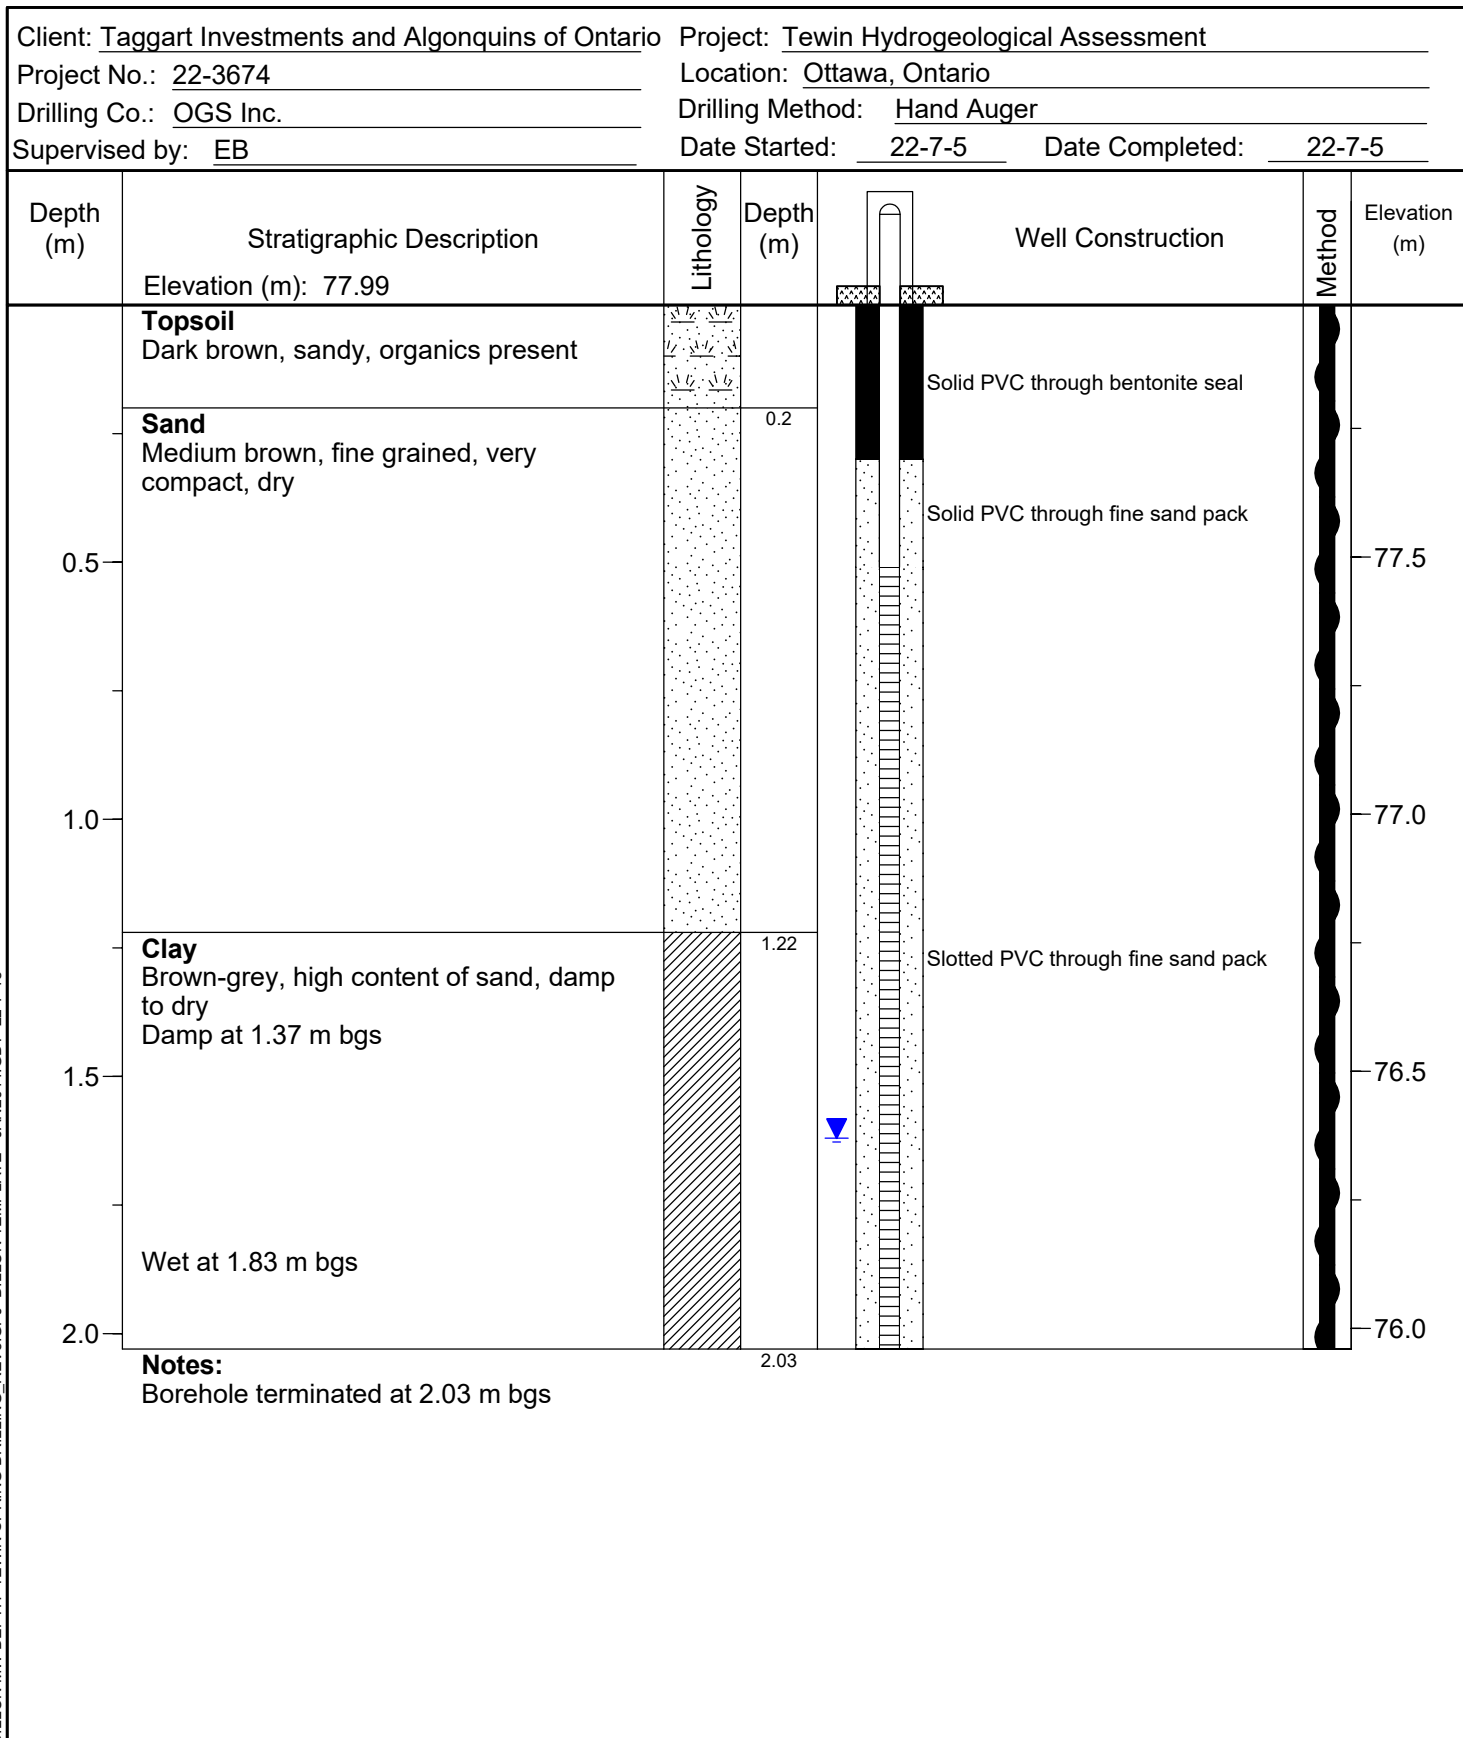 Client: Taggart Investments and Algonquins of Ontario
Project: Tewin Hydrogeological Assessment
Project No.: 22-3674
Location: Ottawa, Ontario
Drilling Co.: OGS Inc.
Drilling Method: Hand Auger
Supervised by: EB
Date Started: 22-7-5
Date Completed: 22-7-5
Depth
(m)
Stratigraphic Description
Elevation (m): 77.99
Lithology
Depth
(m)
Well Construction
Method
Elevation
(m)
Topsoil
Dark brown, sandy, organics present
Solid PVC through bentonite seal
0.2
Sand
Medium brown, fine grained, very
compact, dry
Solid PVC through fine sand pack
0.5
77.5
1.0
77.0
1.22
Clay
Brown-grey, high content of sand, damp
to dry
Damp at 1.37 m bgs
Slotted PVC through fine sand pack
1.5
76.5
Wet at 1.83 m bgs
2.0
76.0
2.03
Notes:
Borehole terminated at 2.03 m bgs